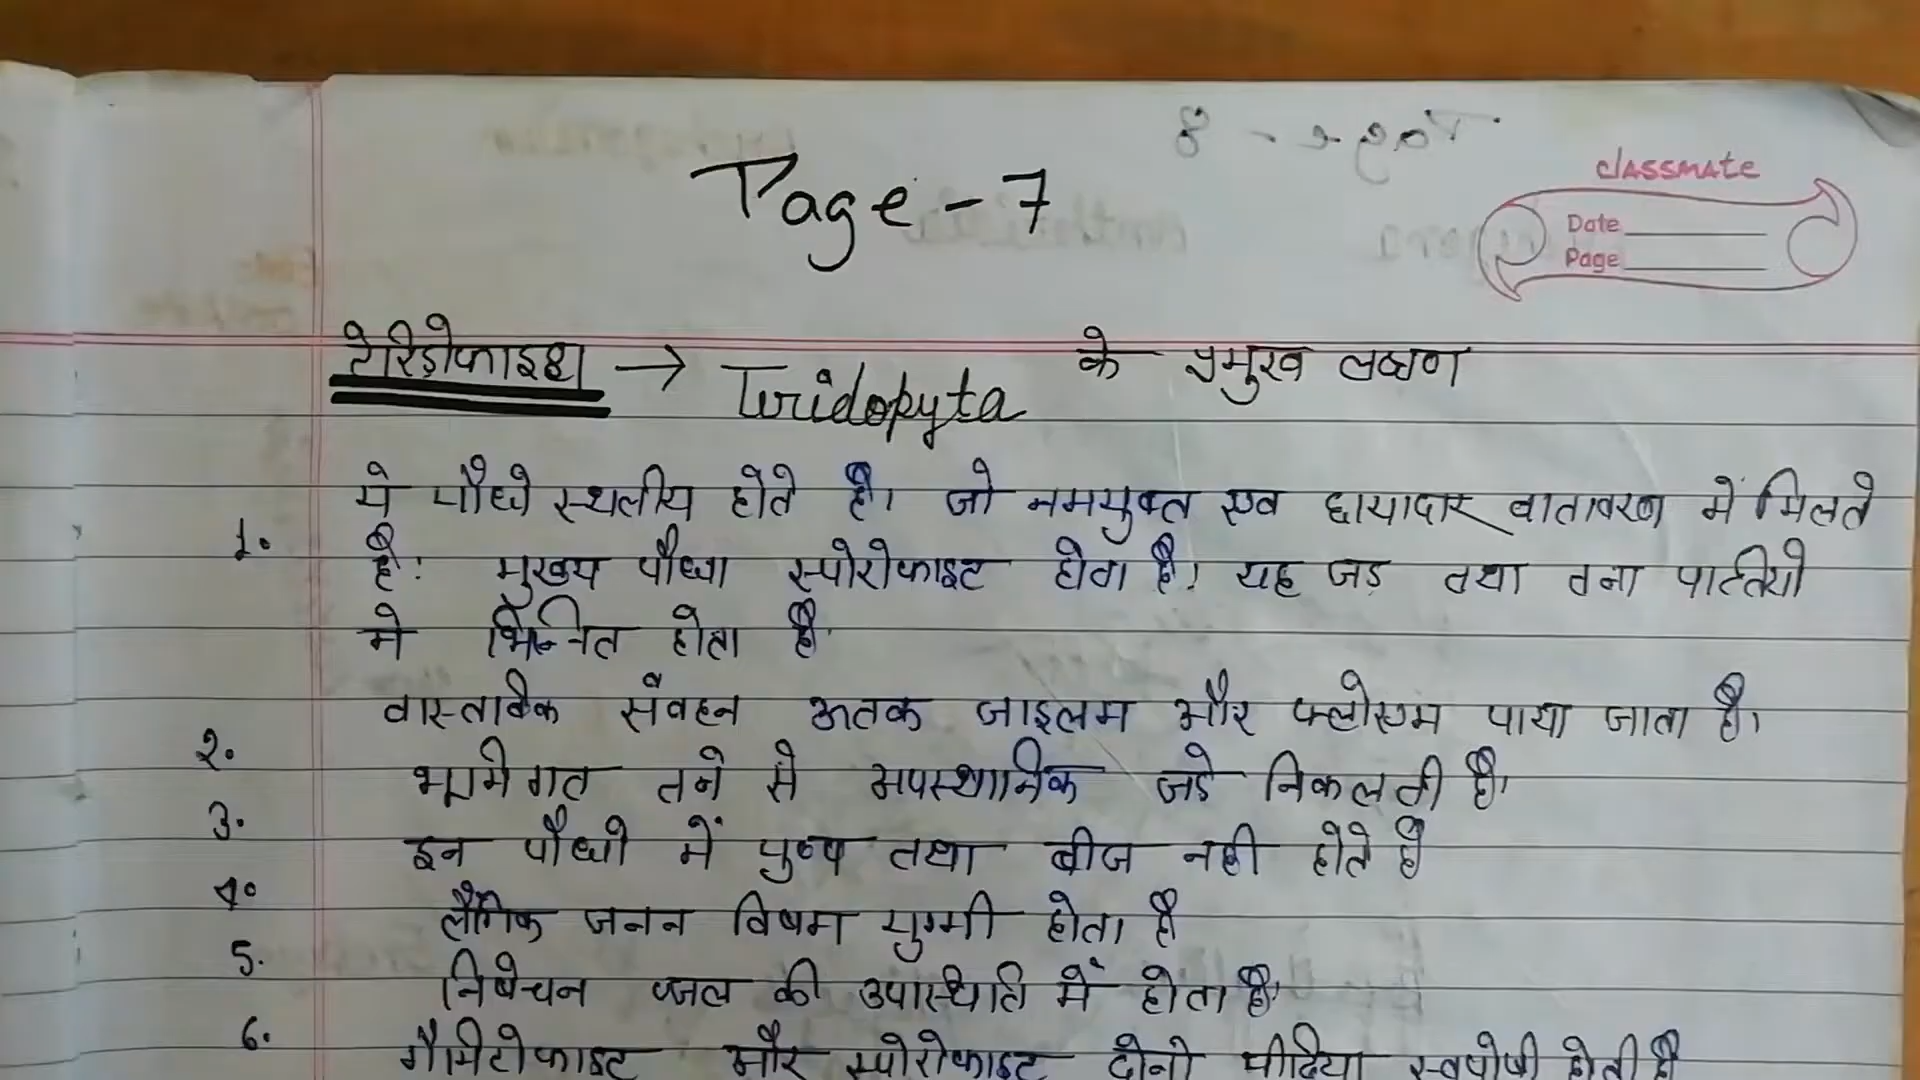 Page - 7
classmate
Date
Page
टेरिडोफाइटा → Teridopyta के प्रमुख लक्षण
ये पौधे स्थलीय होते है। जो नमयुक्त एव छायादार वातावरण में मिलते
1. है। मुख्य पौधा स्पोरोफाइट होता है। यह जड़ तथा तना पत्तियो
मे भिन्नित होता है।
वास्तविक संवहन ऊतक जाइलम और फ्लोएम पाया जाता है।
2. भूमिगत तने से अपस्थानिक जडे निकलती है।
3. इन पौधो में पुष्प तथा बीज नही होते है
4. लैंगिक जनन विषम युग्मी होता है
5. निषेचन जल की उपास्थिति में होता है।
6. गैमिटोफाइट और स्पोरोफाइट दोनो पीढिया स्वपोषी होती है